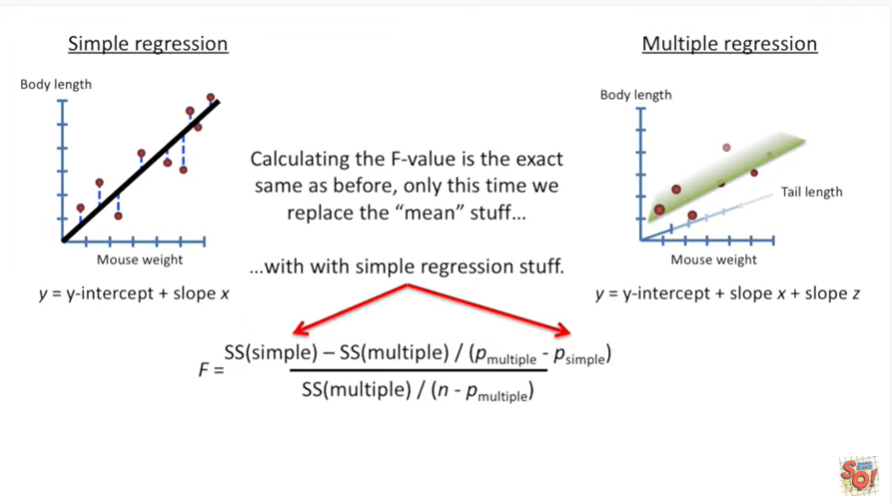 Simple regression
Multiple regression
Body length
Mouse weight
y = y-intercept + slope x
Calculating the F-value is the exact
same as before, only this time we
replace the “mean” stuff...
...with with simple regression stuff.
Body length
Tail length
Mouse weight
y = y-intercept + slope x + slope z
F =
SS(simple) – SS(multiple) / (pmultiple - psimple)
SS(multiple) / (n - pmultiple)
SQ!